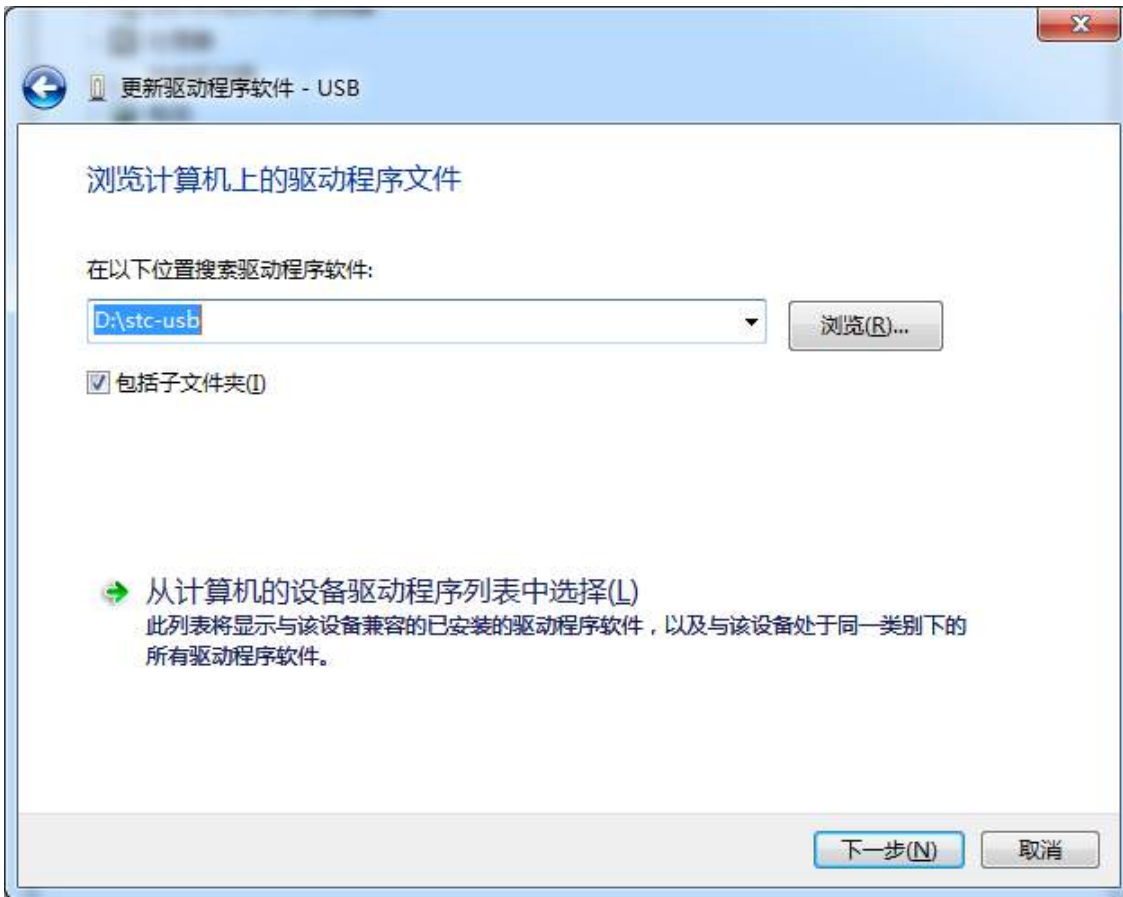 更新驱动程序软件 - USB
浏览计算机上的驱动程序文件
在以下位置搜索驱动程序软件:
D:\stc-usb
浏览(R)...
包括子文件夹(I)
从计算机的设备驱动程序列表中选择(L)
此列表将显示与该设备兼容的已安装的驱动程序软件，以及与该设备处于同一类别下的
所有驱动程序软件。
下一步(N)
取消